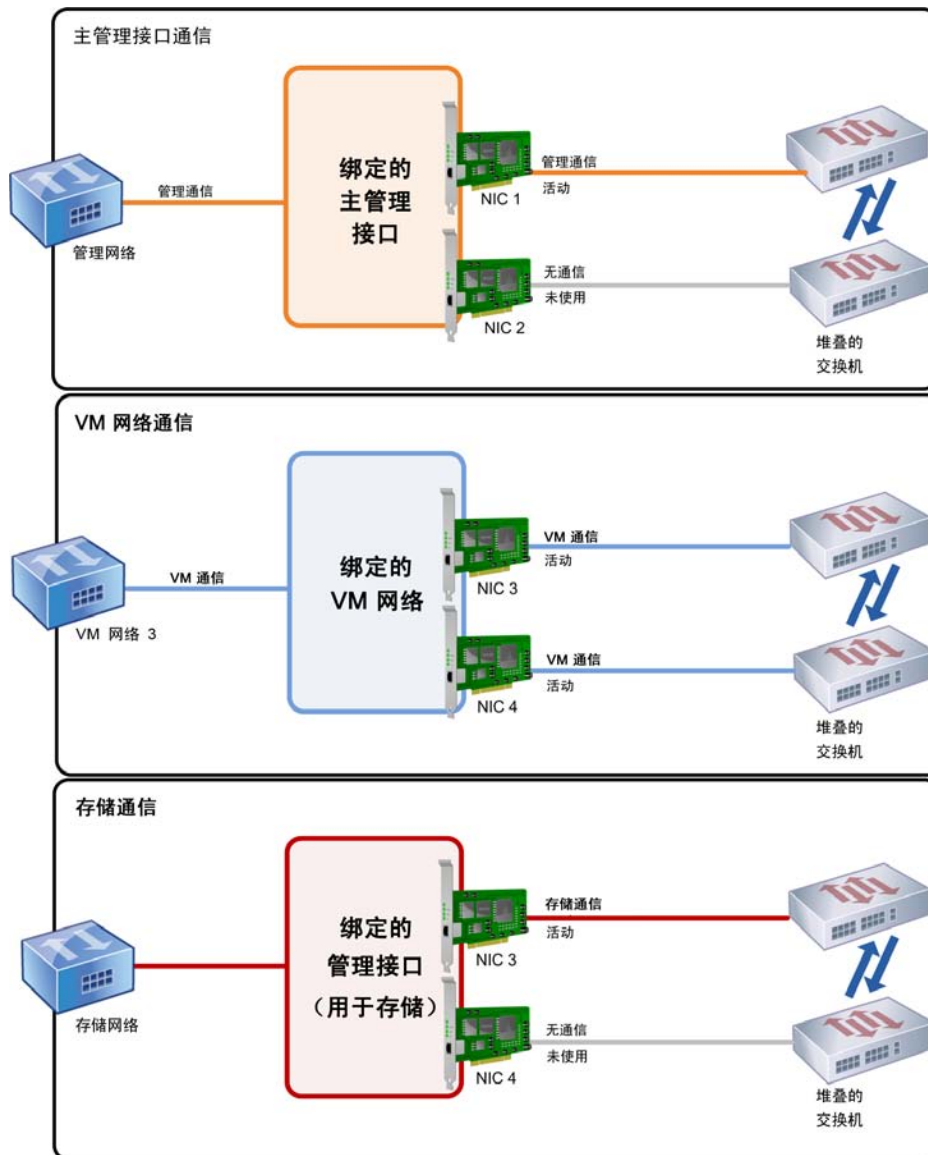 主管理接口通信
绑定的
主管理
接口
管理通信
管理网络
NIC 1
管理通信
活动
NIC 2
无通信
未使用
堆叠的
交换机
VM 网络通信
绑定的
VM 网络
VM 通信
VM 网络 3
NIC 3
VM 通信
活动
NIC 4
VM 通信
活动
堆叠的
交换机
存储通信
绑定的
管理接口
（用于存储）
存储网络
NIC 3
存储通信
活动
NIC 4
无通信
未使用
堆叠的
交换机